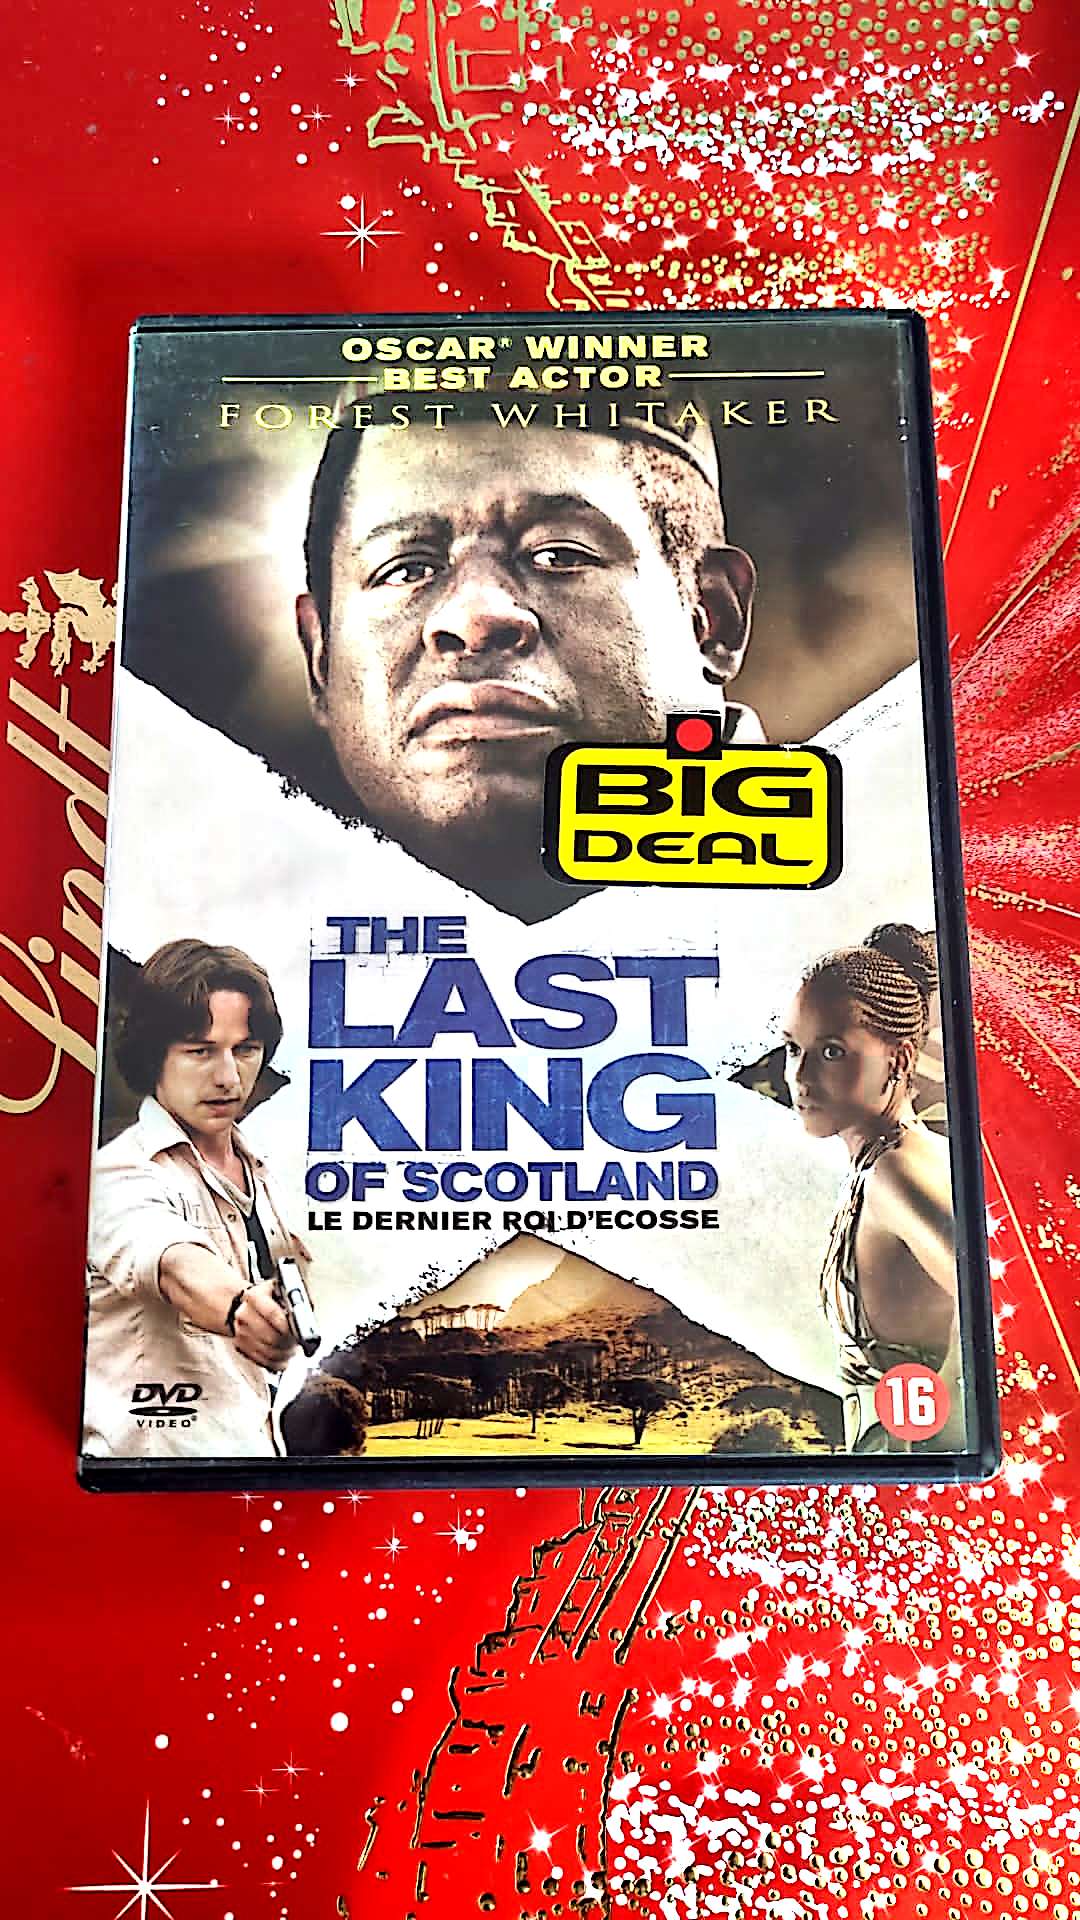 OSCAR® WINNER
BEST ACTOR
FOREST WHITAKER
BIG
DEAL
THE
LAST
KING
OF SCOTLAND
LE DERNIER ROI D'ECOSSE
DVD
VIDEO
16
Lindt